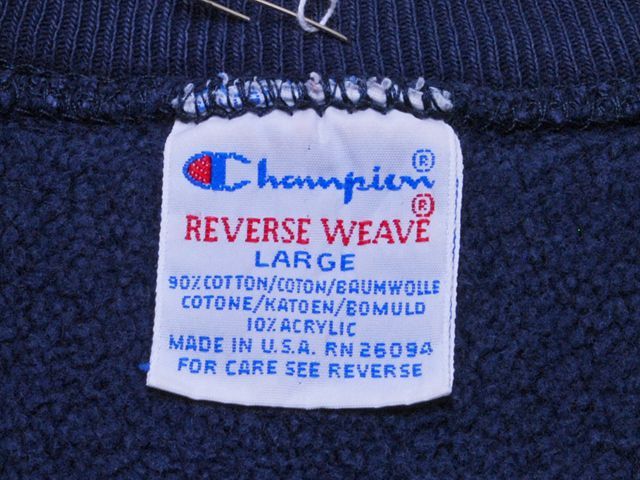 Champion®
REVERSE WEAVE®
LARGE
90% COTTON/COTON/BAUMWOLLE
COTONE/KATOEN/BOMULD
10% ACRYLIC
MADE IN U.S.A. RN 26094
FOR CARE SEE REVERSE